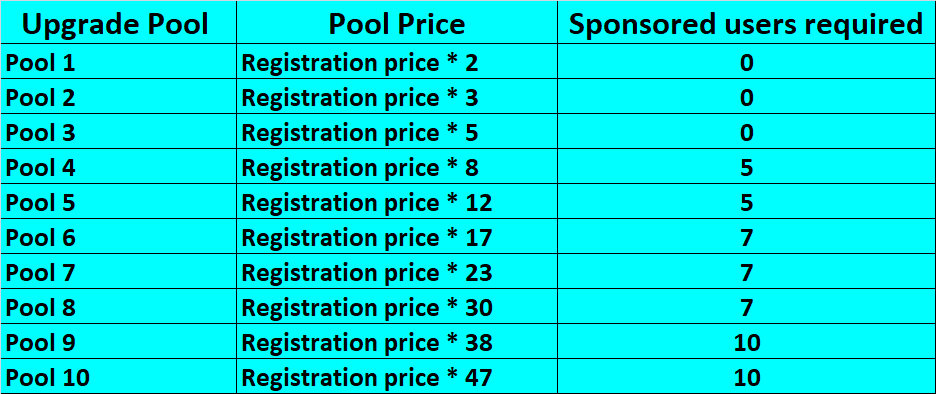 Upgrade Pool Pool Price Sponsored users required
Pool 1 Registration price * 2 0
Pool 2 Registration price * 3 0
Pool 3 Registration price * 5 0
Pool 4 Registration price * 8 5
Pool 5 Registration price * 12 5
Pool 6 Registration price * 17 7
Pool 7 Registration price * 23 7
Pool 8 Registration price * 30 7
Pool 9 Registration price * 38 10
Pool 10 Registration price * 47 10